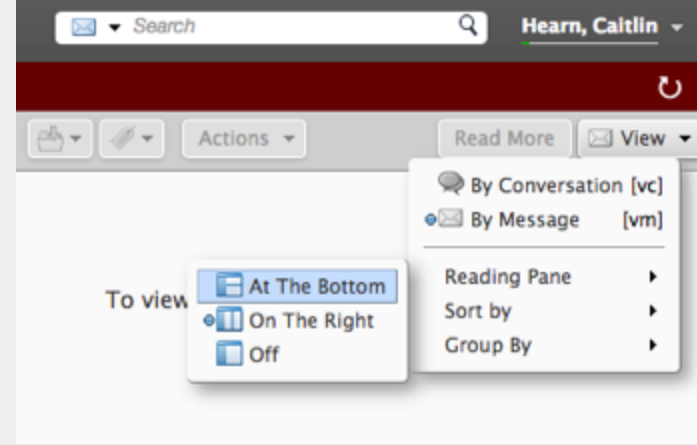 Search
Hearn, Caitlin
Actions
Read More
View
By Conversation [vc]
By Message [vm]
Reading Pane
Sort by
Group By
To view
At The Bottom
On The Right
Off